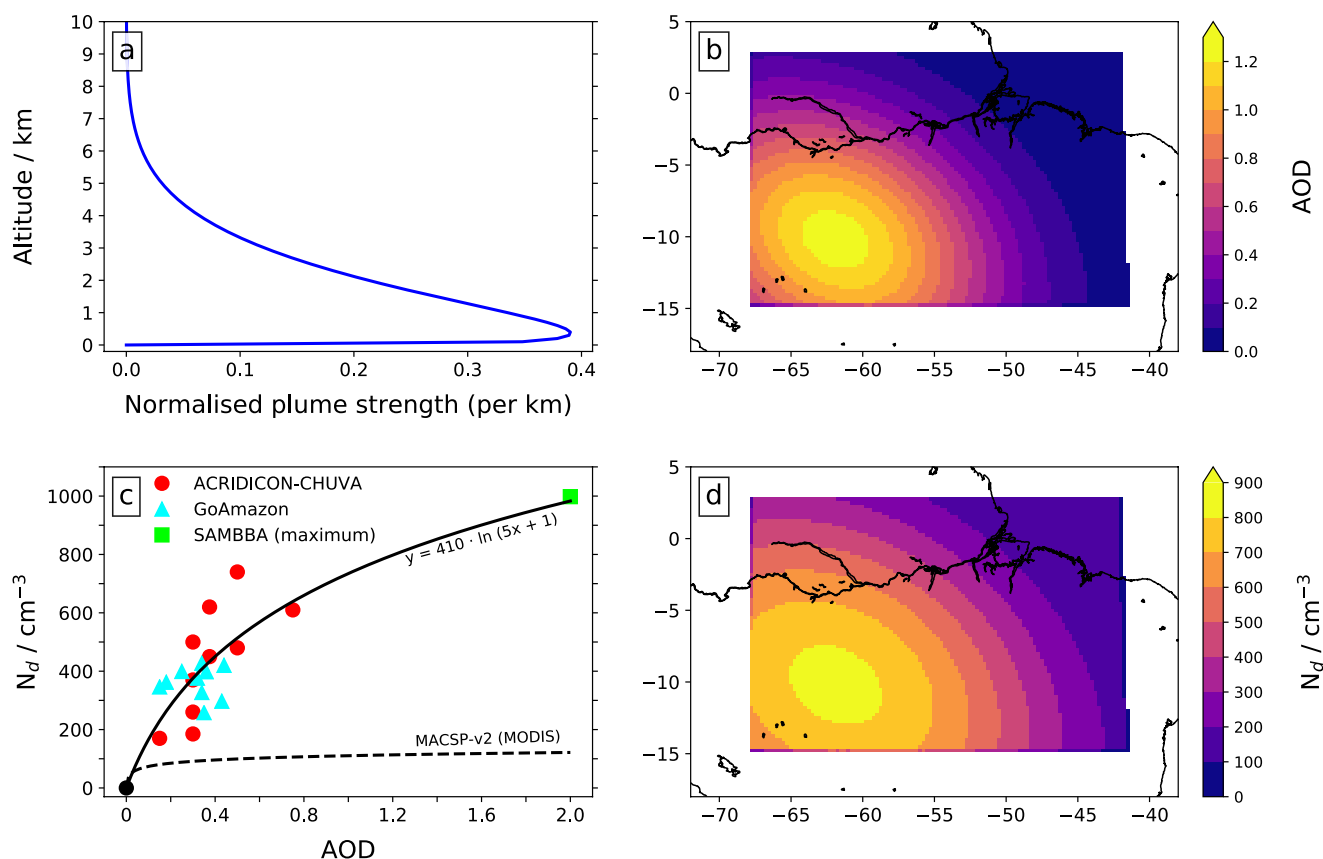 a
10
9
8
7
6
5
4
3
2
1
0
Altitude / km
0.0 0.1 0.2 0.3 0.4
Normalised plume strength (per km)
b
5
0
−5
−10
−15
−70 −65 −60 −55 −50 −45 −40
1.2
1.0
0.8
0.6
0.4
0.2
0.0
AOD
c
ACRIDICON-CHUVA
GoAmazon
SAMBBA (maximum)
y = 410 · ln (5x + 1)
MACSP-v2 (MODIS)
1000
800
600
400
200
0
N_d / cm⁻³
0 0.4 0.8 1.2 1.6 2.0
AOD
d
5
0
−5
−10
−15
−70 −65 −60 −55 −50 −45 −40
900
800
700
600
500
400
300
200
100
0
N_d / cm⁻³